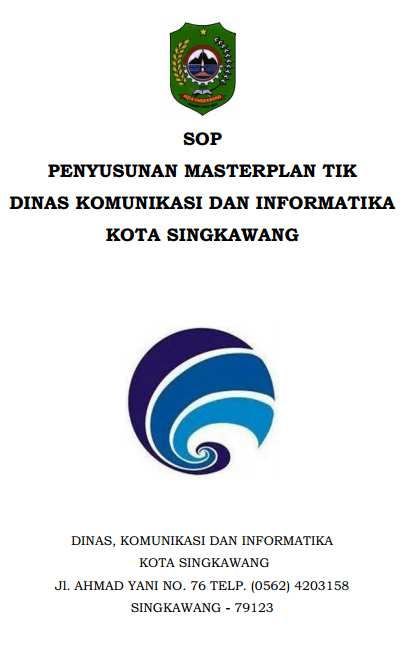 SOP
PENYUSUNAN MASTERPLAN TIK
DINAS KOMUNIKASI DAN INFORMATIKA
KOTA SINGKAWANG
DINAS, KOMUNIKASI DAN INFORMATIKA
KOTA SINGKAWANG
Jl. AHMAD YANI NO. 76 TELP. (0562) 4203158
SINGKAWANG - 79123